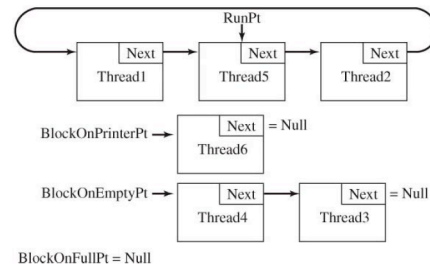 RunPt
Next Next Next
Thread1 Thread5 Thread2
BlockOnPrinterPt Next = Null
Thread6
BlockOnEmptyPt Next Next = Null
Thread4 Thread3
BlockOnFullPt = Null